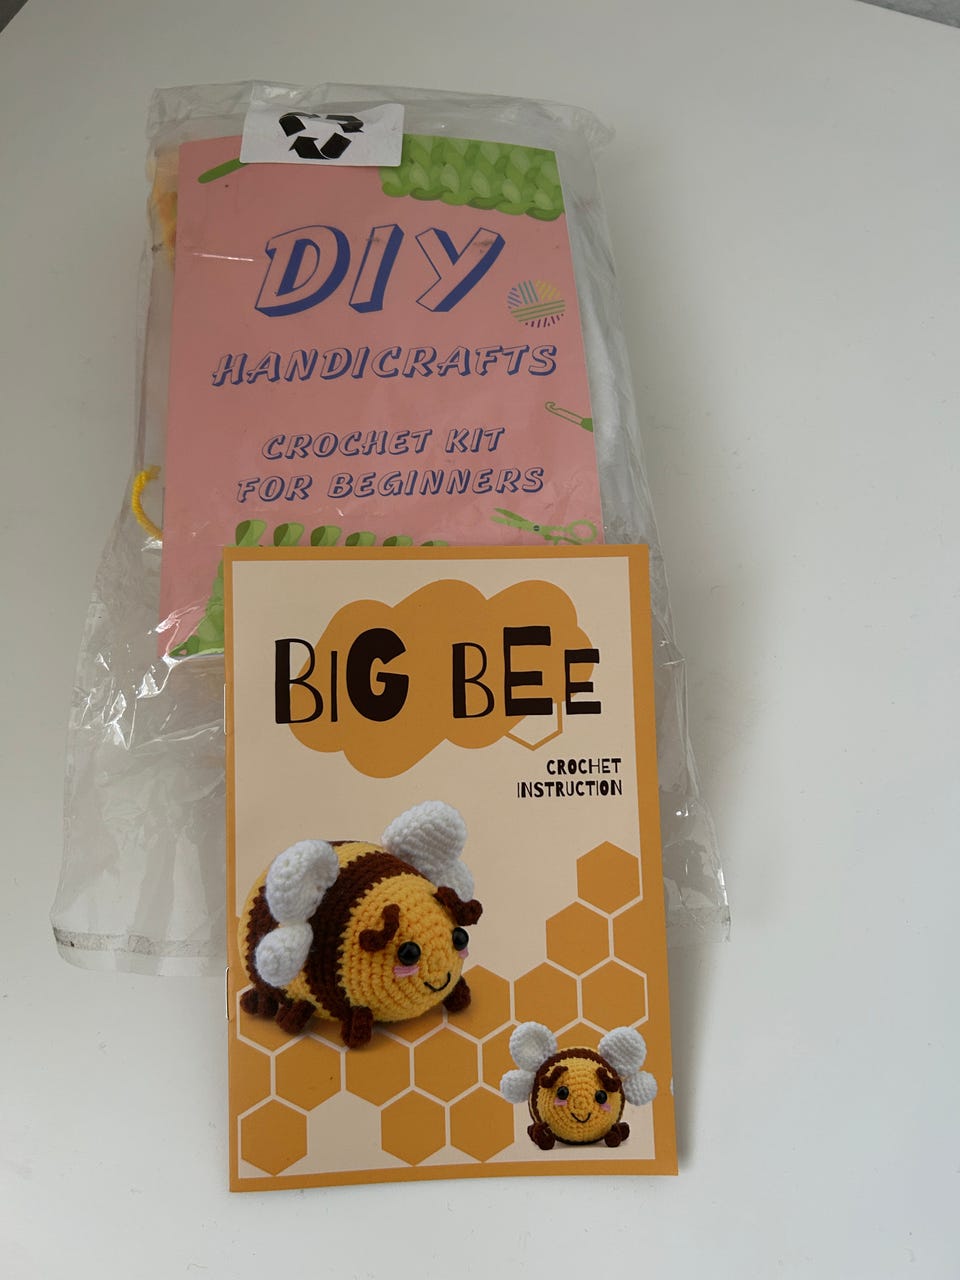 DIY
HANDICRAFTS
CROCHET KIT
FOR BEGINNERS
BIG BEE
CROCHET
INSTRUCTION